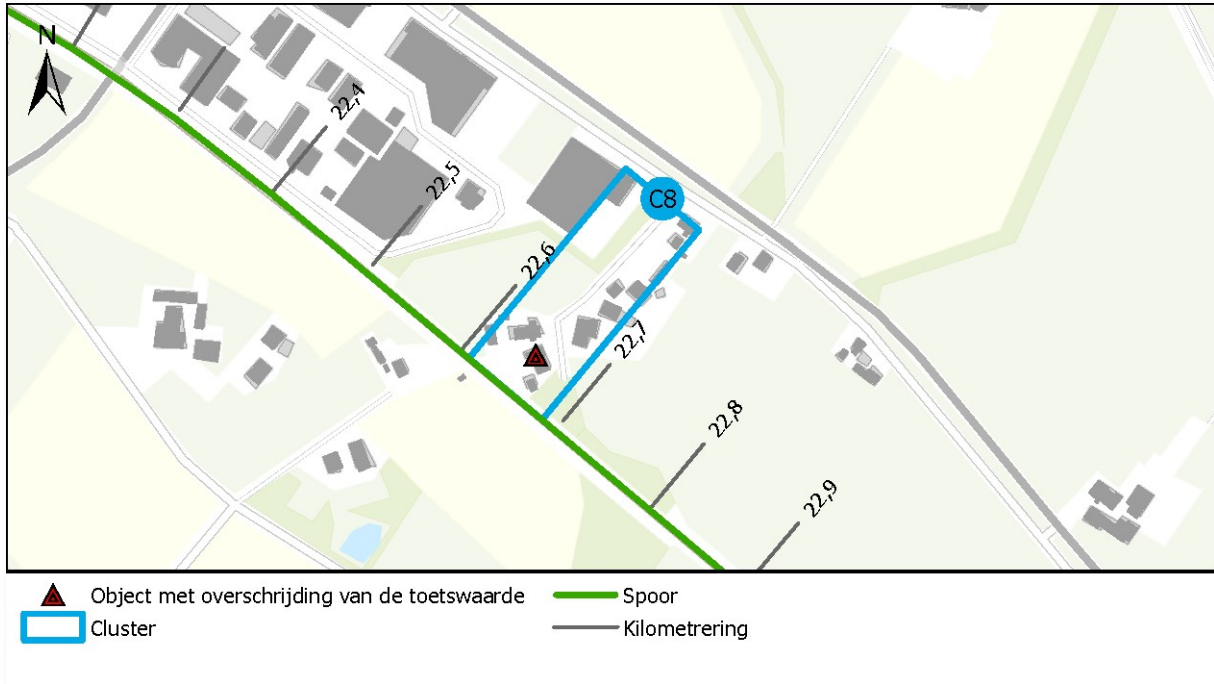 N
22,4
22,5
C8
22,6
22,7
22,8
22,9
Object met overschrijding van de toetswaarde
Spoor
Cluster
Kilometrering